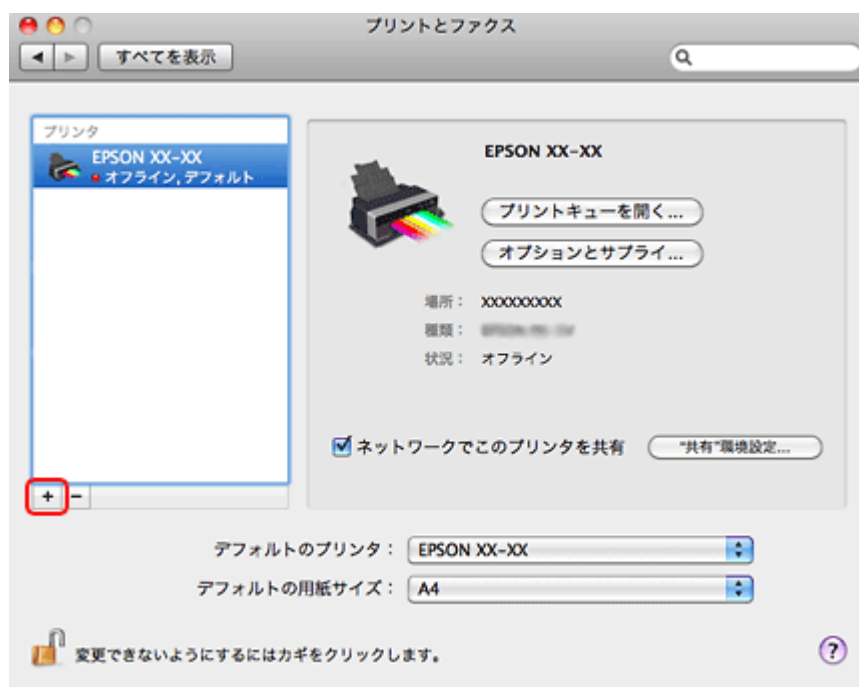 プリントとファクス
すべてを表示
プリンタ
EPSON XX-XX
オフライン,デフォルト
EPSON XX-XX
プリントキューを開く...
オプションとサプライ...
場所： XXXXXXXXX
種類：
状況： オフライン
ネットワークでこのプリンタを共有 “共有”環境設定...
+ -
デフォルトのプリンタ： EPSON XX-XX
デフォルトの用紙サイズ： A4
変更できないようにするにはカギをクリックします。 ?